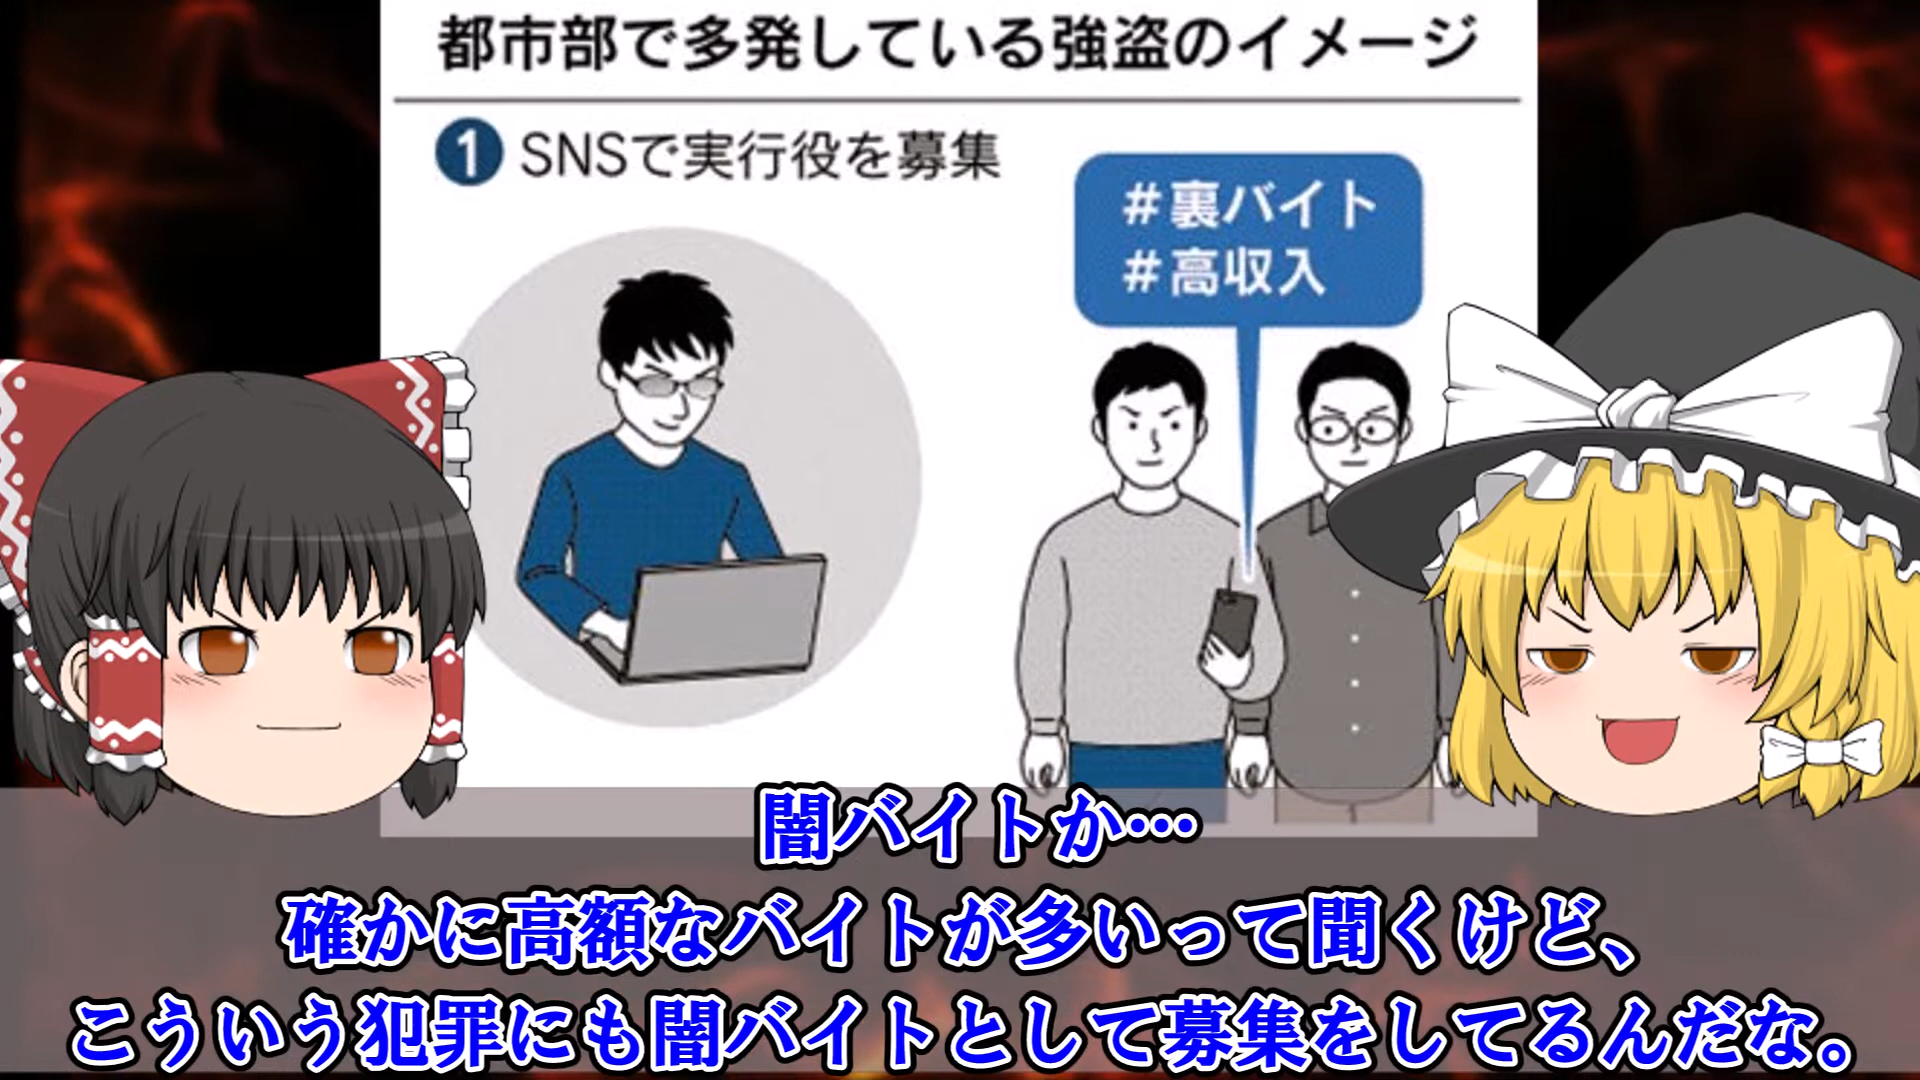 都市部で多発している強盗のイメージ
1 SNSで実行役を募集
#裏バイト
#高収入
闇バイトか…
確かに高額なバイトが多いって聞くけど、
こういう犯罪にも闇バイトとして募集をしてるんだな。